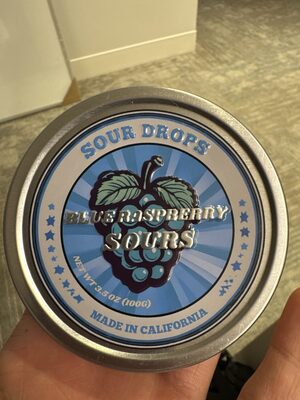 SOUR DROPS
BLUE RASPBERRY
SOURS
NET WT 3.5 OZ (100G)
MADE IN CALIFORNIA